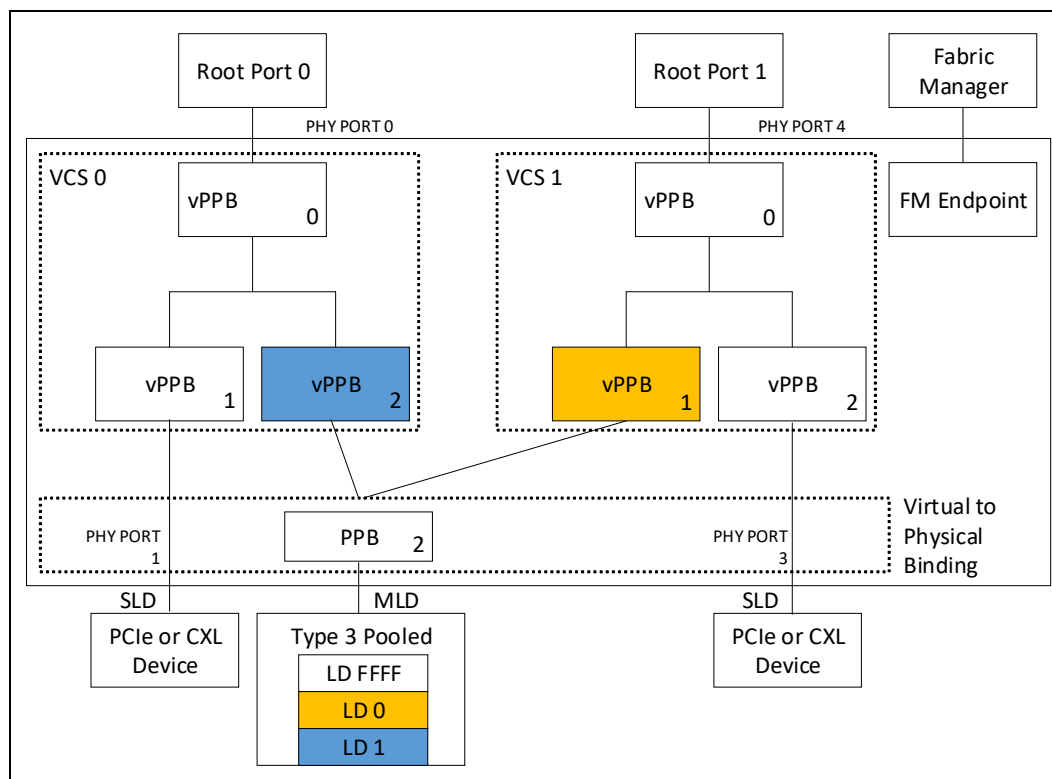 Root Port 0
Root Port 1
Fabric
Manager
PHY PORT 0
PHY PORT 4
VCS 0
vPPB
0
VCS 1
vPPB
0
FM Endpoint
vPPB
1
vPPB
2
vPPB
1
vPPB
2
PHY PORT
1
PPB
2
PHY PORT
3
Virtual to
Physical
Binding
SLD
MLD
SLD
PCIe or CXL
Device
Type 3 Pooled
LD FFFF
LD 0
LD 1
PCIe or CXL
Device